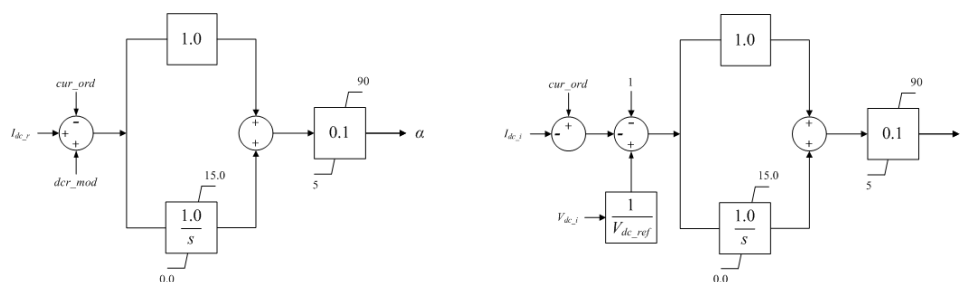 1.0
cur_ord
-
+
+
I_dc_r
dcr_mod
+
+
90
0.1
5
α
15.0
1.0
s
0.0
1.0
cur_ord
1
+
-
I_dc_i
-
-
+
V_dc_i
1
V_dc_ref
+
+
90
0.1
5
15.0
1.0
s
0.0